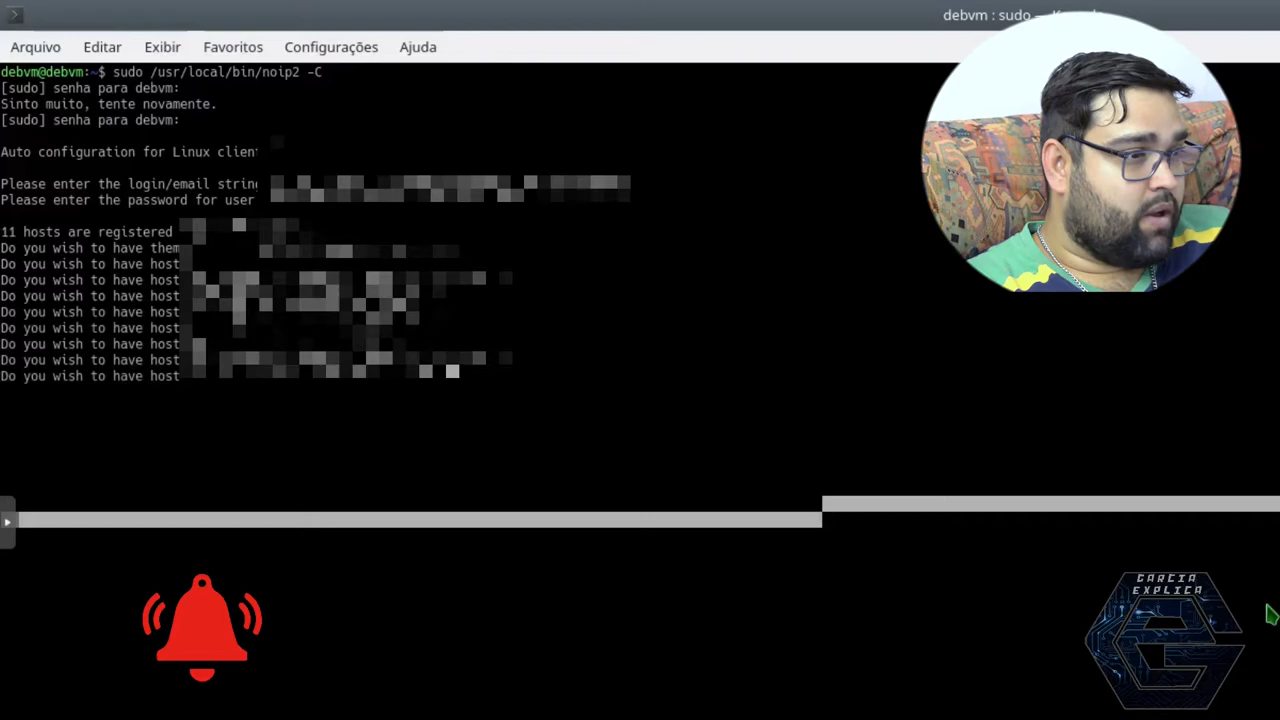 debvm : sudo —
Arquivo Editar Exibir Favoritos Configurações Ajuda
debvm@debvm:~$ sudo /usr/local/bin/noip2 -C
[sudo] senha para debvm:
Sinto muito, tente novamente.
[sudo] senha para debvm:
Auto configuration for Linux client
Please enter the login/email string
Please enter the password for user
11 hosts are registered
Do you wish to have them
Do you wish to have host
Do you wish to have host
Do you wish to have host
Do you wish to have host
Do you wish to have host
Do you wish to have host
Do you wish to have host
Do you wish to have host
GARCIA
EXPLICA